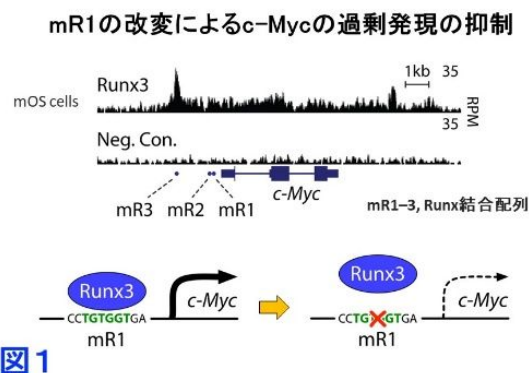 mR1の改変によるc-Mycの過剰発現の抑制
Runx3
1kb
35
mOS cells
RPM
35
Neg. Con.
mR3
mR2
mR1
c-Myc
mR1–3, Runx結合配列
Runx3
c-Myc
CCTGTGGTGA
mR1
Runx3
c-Myc
CCTG GTGA
mR1
図1